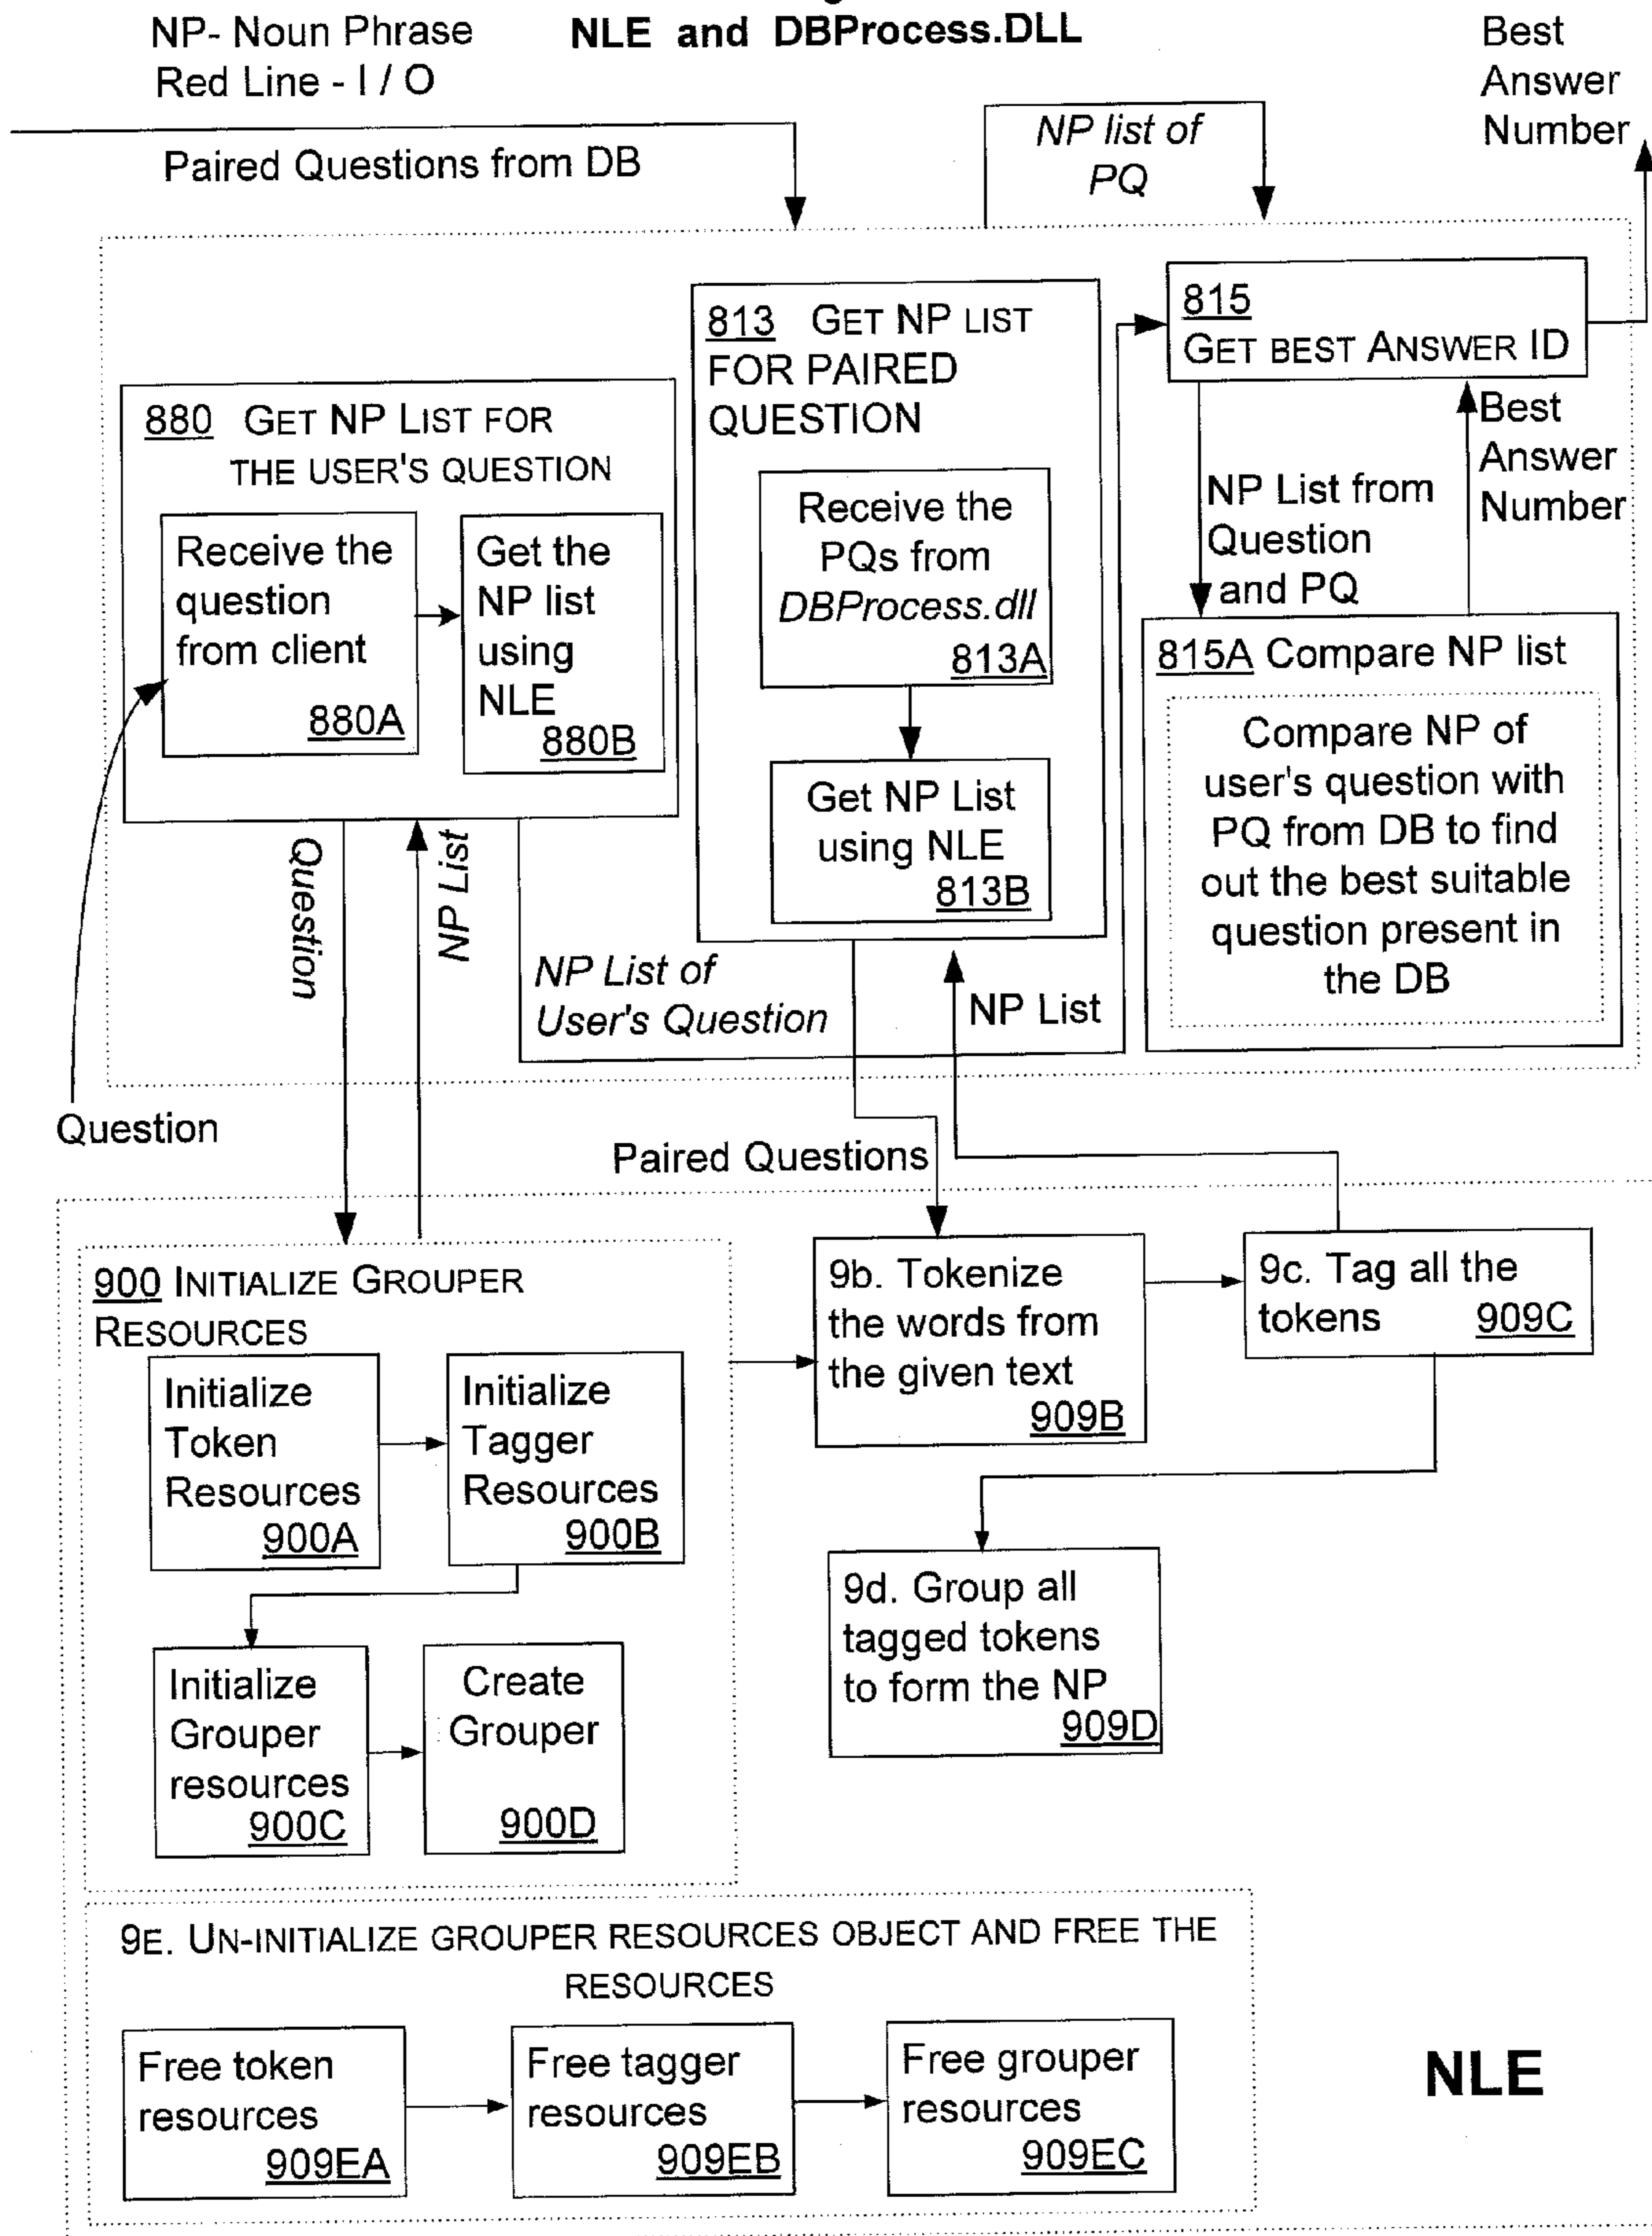 NP- Noun Phrase
NLE and DBProcess.DLL
Red Line - I / O
Best
Answer
Number
Paired Questions from DB
NP list of
PQ
815
GET BEST ANSWER ID
813 GET NP LIST
FOR PAIRED
QUESTION
880 GET NP LIST FOR
THE USER'S QUESTION
Receive the
question
from client
880A
Get the
NP list
using
NLE
880B
Receive the
PQs from
DBProcess.dll
813A
Get NP List
using NLE
813B
NP List from
Question
and PQ
Best
Answer
Number
815A Compare NP list
Compare NP of
user's question with
PQ from DB to find
out the best suitable
question present in
the DB
Question
NP List
NP List of
User's Question
NP List
Question
Paired Questions
900 INITIALIZE GROUPER
RESOURCES
Initialize
Token
Resources
900A
Initialize
Tagger
Resources
900B
Initialize
Grouper
resources
900C
Create
Grouper
900D
9b. Tokenize
the words from
the given text
909B
9c. Tag all the
tokens 909C
9d. Group all
tagged tokens
to form the NP
909D
9E. UN-INITIALIZE GROUPER RESOURCES OBJECT AND FREE THE
RESOURCES
Free token
resources
909EA
Free tagger
resources
909EB
Free grouper
resources
909EC
NLE